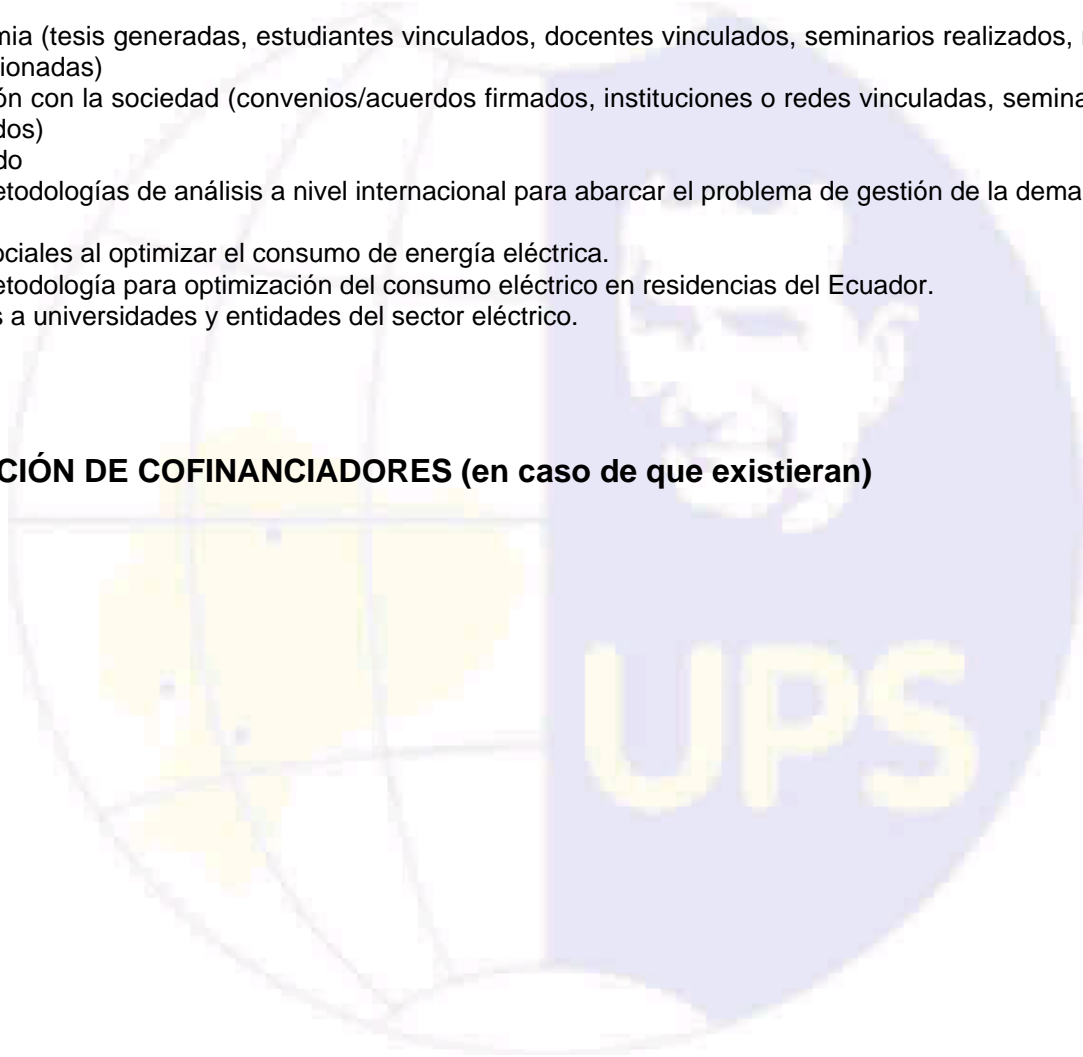 mia (tesis generadas, estudiantes vinculados, docentes vinculados, seminarios realizados,
ionadas)
ón con la sociedad (convenios/acuerdos firmados, instituciones o redes vinculadas, semina
dos)
do
etodologías de análisis a nivel internacional para abarcar el problema de gestión de la dema
ociales al optimizar el consumo de energía eléctrica.
etodología para optimización del consumo eléctrico en residencias del Ecuador.
s a universidades y entidades del sector eléctrico.
CIÓN DE COFINANCIADORES (en caso de que existieran)
UPS